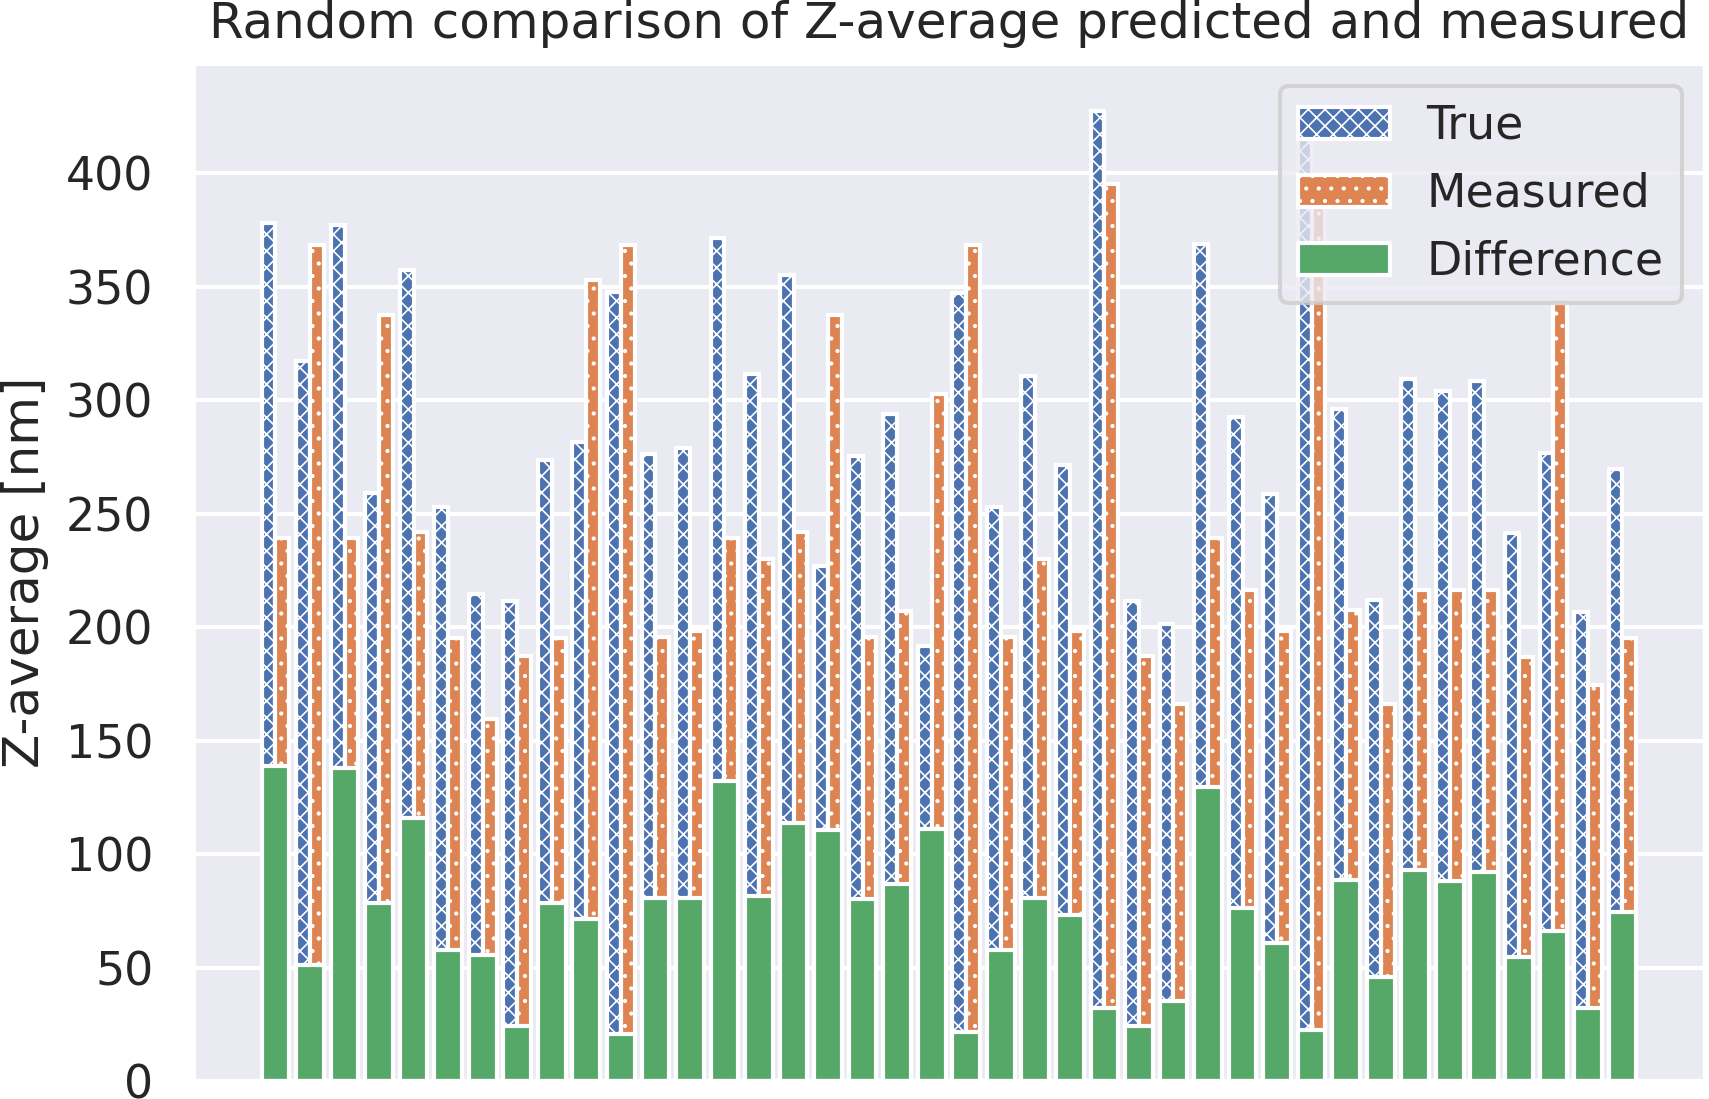 Random comparison of Z-average predicted and measured
True
Measured
Difference
Z-average [nm]
400
350
300
250
200
150
100
50
0